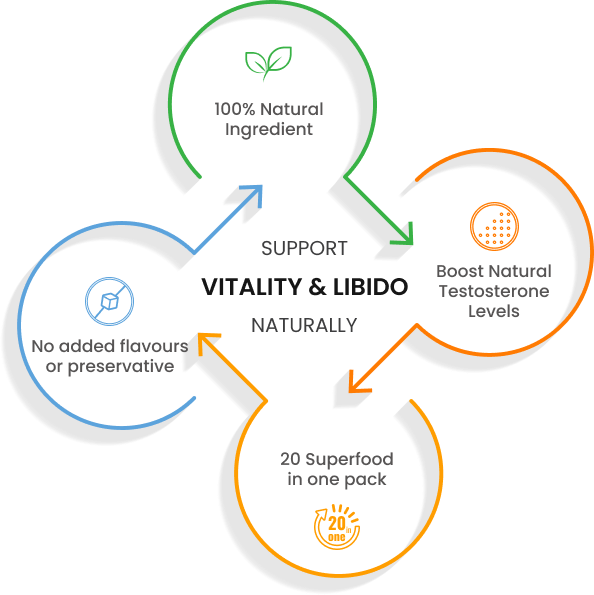 100% Natural
Ingredient
Boost Natural
Testosterone
Levels
SUPPORT
VITALITY & LIBIDO
NATURALLY
No added flavours
or preservative
20 Superfood
in one pack
20 in
one